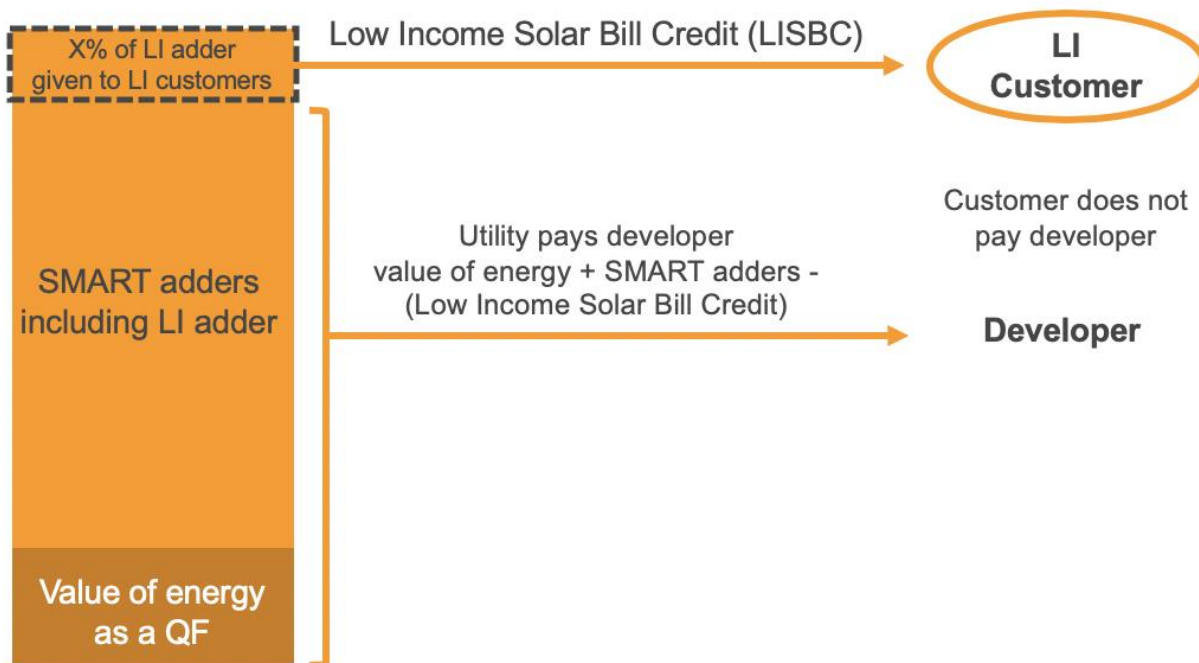 X% of LI adder
given to LI customers
Low Income Solar Bill Credit (LISBC)
LI
Customer
Customer does not
pay developer
Utility pays developer
value of energy + SMART adders -
(Low Income Solar Bill Credit)
SMART adders
including LI adder
Developer
Value of energy
as a QF